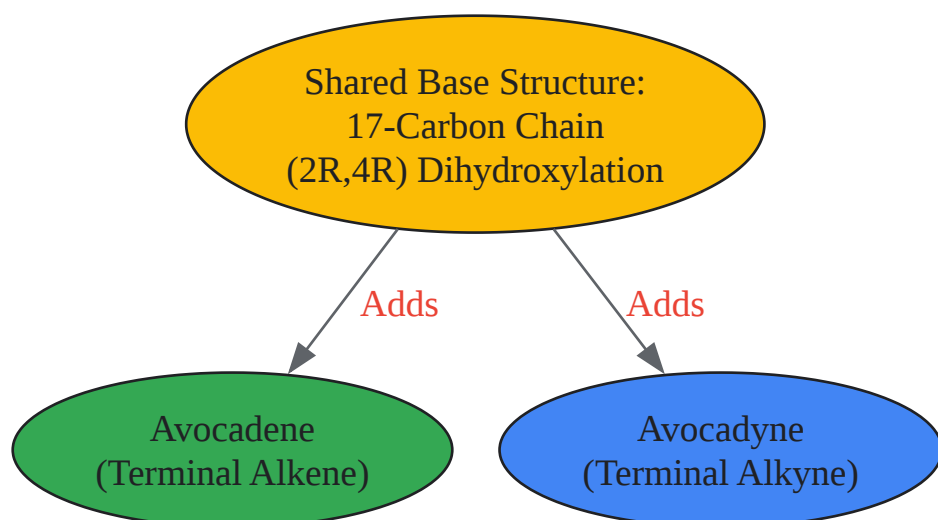 Shared Base Structure:
17-Carbon Chain
(2R,4R) Dihydroxylation
Adds
Adds
Avocadene
(Terminal Alkene)
Avocadyne
(Terminal Alkyne)